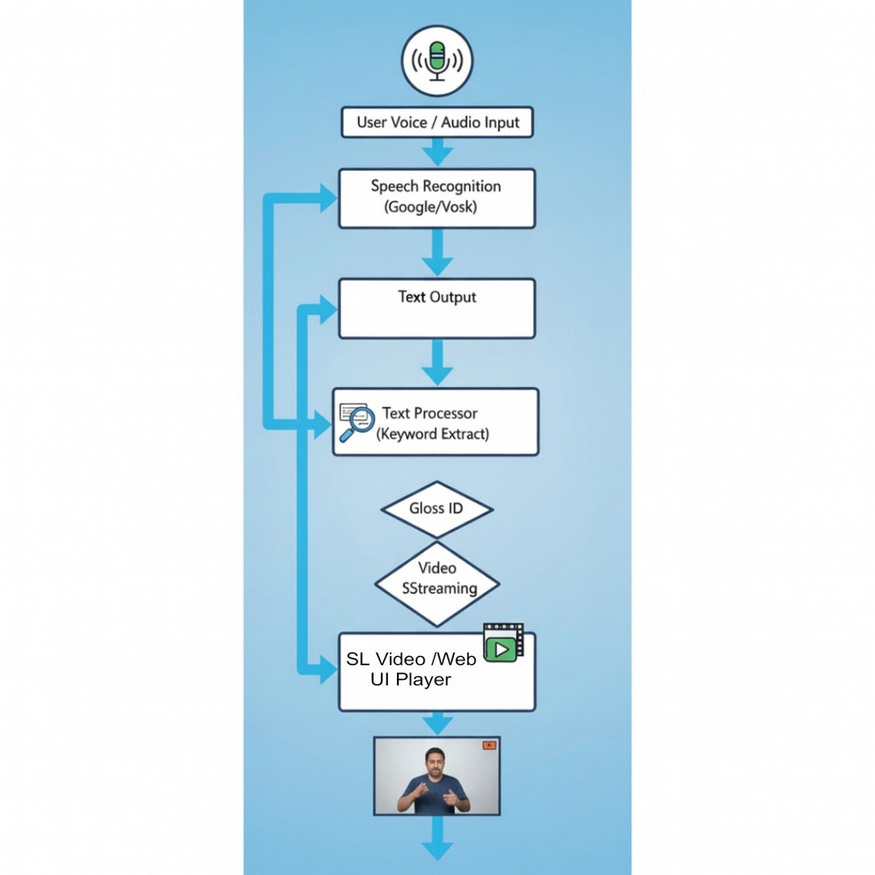 User Voice / Audio Input
Speech Recognition
(Google/Vosk)
Text Output
Text Processor
(Keyword Extract)
Gloss ID
Video
SStreaming
SL Video /Web
UI Player